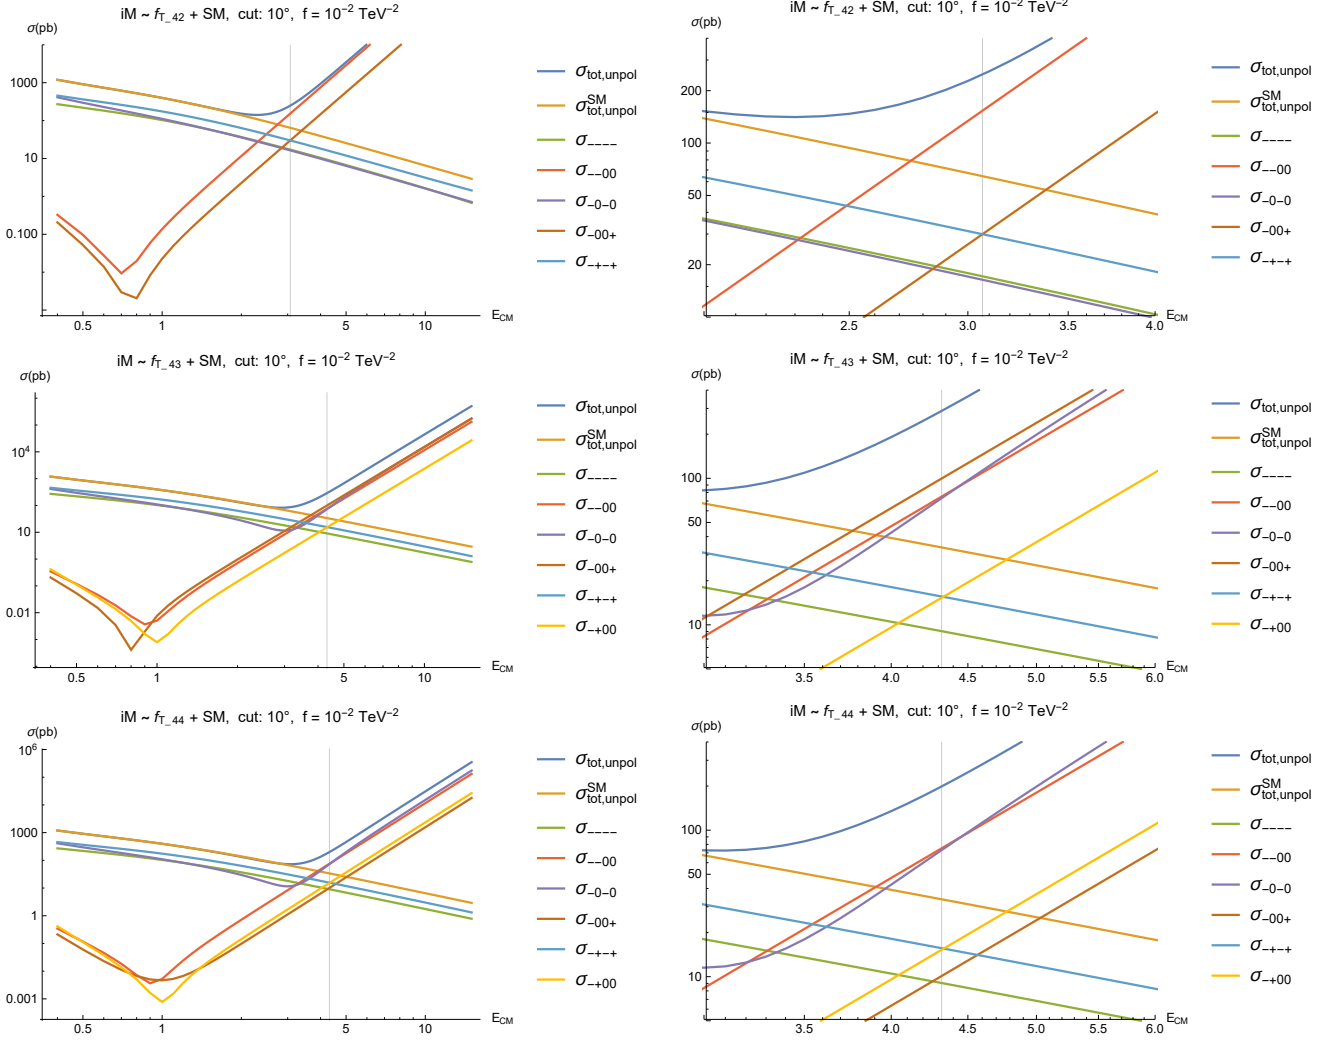 iM ~ f_T_42 + SM, cut: 10°, f = 10⁻² TeV⁻²
σ(pb)
1000
10
0.100
0.5
1
5
10
E_CM
σ_tot,unpol
σ^SM_tot,unpol
σ_----
σ_--00
σ_-0-0
σ_-00+
σ_-+-+
iM ~ f_T_42 + SM, cut: 10°, f = 10⁻² TeV⁻²
σ(pb)
200
100
50
20
2.5
3.0
3.5
4.0
E_CM
σ_tot,unpol
σ^SM_tot,unpol
σ_----
σ_--00
σ_-0-0
σ_-00+
σ_-+-+
iM ~ f_T_43 + SM, cut: 10°, f = 10⁻² TeV⁻²
σ(pb)
10⁴
10
0.01
0.5
1
5
10
E_CM
σ_tot,unpol
σ^SM_tot,unpol
σ_----
σ_--00
σ_-0-0
σ_-00+
σ_-+-+
σ_-+00
iM ~ f_T_43 + SM, cut: 10°, f = 10⁻² TeV⁻²
σ(pb)
100
50
10
3.5
4.0
4.5
5.0
5.5
6.0
E_CM
σ_tot,unpol
σ^SM_tot,unpol
σ_----
σ_--00
σ_-0-0
σ_-00+
σ_-+-+
σ_-+00
iM ~ f_T_44 + SM, cut: 10°, f = 10⁻² TeV⁻²
σ(pb)
10⁶
1000
1
0.001
0.5
1
5
10
E_CM
σ_tot,unpol
σ^SM_tot,unpol
σ_----
σ_--00
σ_-0-0
σ_-00+
σ_-+-+
σ_-+00
iM ~ f_T_44 + SM, cut: 10°, f = 10⁻² TeV⁻²
σ(pb)
100
50
10
3.5
4.0
4.5
5.0
5.5
6.0
E_CM
σ_tot,unpol
σ^SM_tot,unpol
σ_----
σ_--00
σ_-0-0
σ_-00+
σ_-+-+
σ_-+00